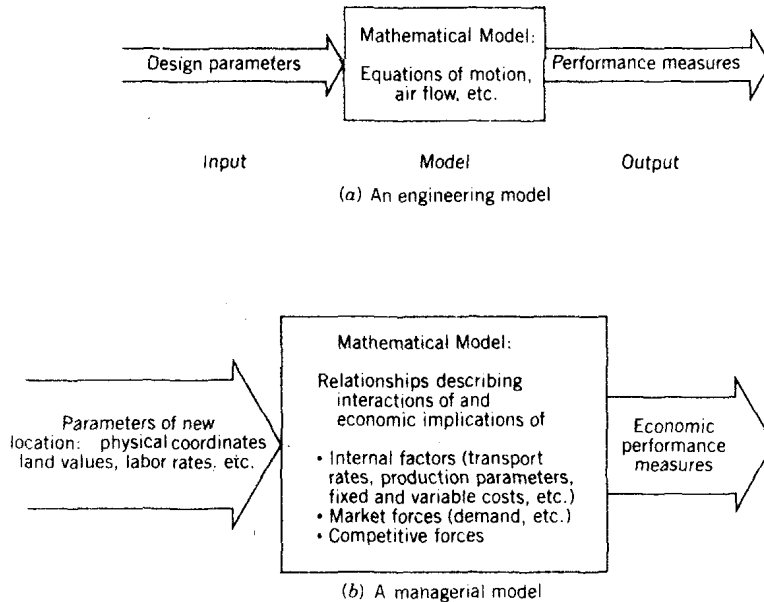 Mathematical Model:
Design parameters
Equations of motion,
air flow, etc.
Performance measures
Input
Model
Output
(a) An engineering model
Mathematical Model:
Relationships describing
interactions of and
economic implications of
Parameters of new
location: physical coordinates
land values, labor rates, etc.
• Internal factors (transport
rates, production parameters,
fixed and variable costs, etc.)
• Market forces (demand, etc.)
• Competitive forces
Economic
performance
measures
(b) A managerial model